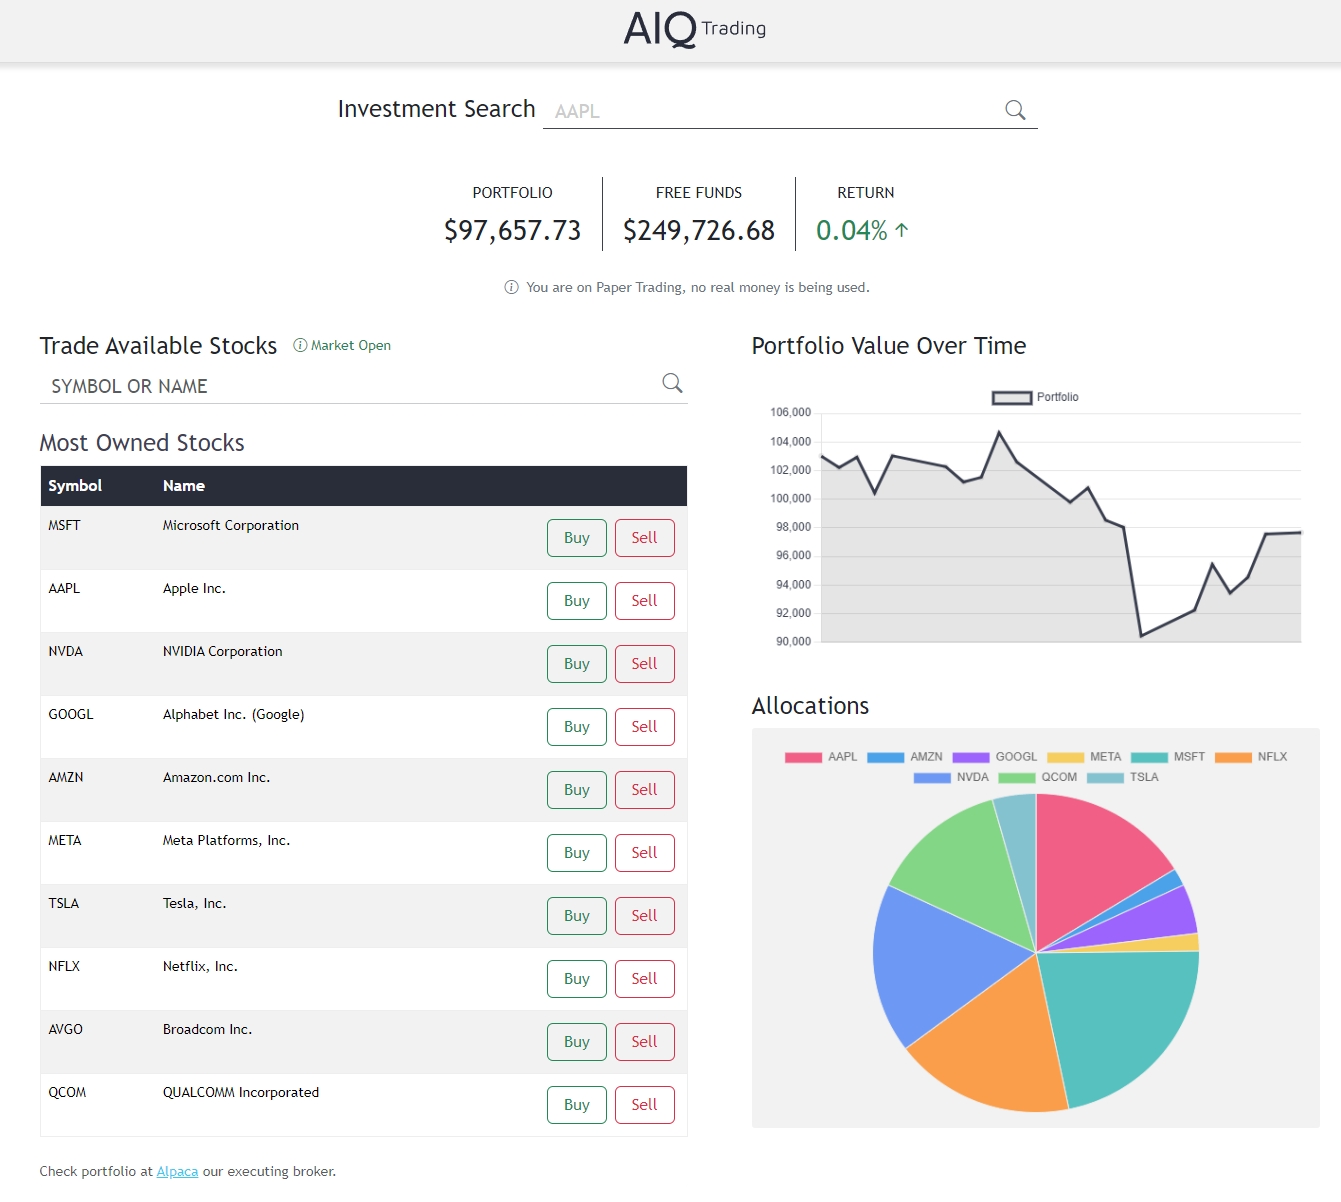 AIQ Trading
Investment Search AAPL
PORTFOLIO FREE FUNDS RETURN
$97,657.73 $249,726.68 0.04% ↑
You are on Paper Trading, no real money is being used.
Trade Available Stocks Market Open
SYMBOL OR NAME
Most Owned Stocks
Symbol Name
MSFT Microsoft Corporation Buy Sell
AAPL Apple Inc. Buy Sell
NVDA NVIDIA Corporation Buy Sell
GOOGL Alphabet Inc. (Google) Buy Sell
AMZN Amazon.com Inc. Buy Sell
META Meta Platforms, Inc. Buy Sell
TSLA Tesla, Inc. Buy Sell
NFLX Netflix, Inc. Buy Sell
AVGO Broadcom Inc. Buy Sell
QCOM QUALCOMM Incorporated Buy Sell
Check portfolio at Alpaca our executing broker.
Portfolio Value Over Time
Portfolio
106,000
104,000
102,000
100,000
98,000
96,000
94,000
92,000
90,000
Allocations
AAPL AMZN GOOGL META MSFT NFLX
NVDA QCOM TSLA